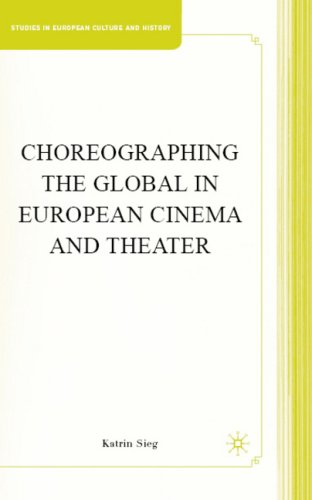 STUDIES IN EUROPEAN CULTURE AND HISTORY
CHOREOGRAPHING
THE GLOBAL IN
EUROPEAN CINEMA
AND THEATER
Katrin Sieg